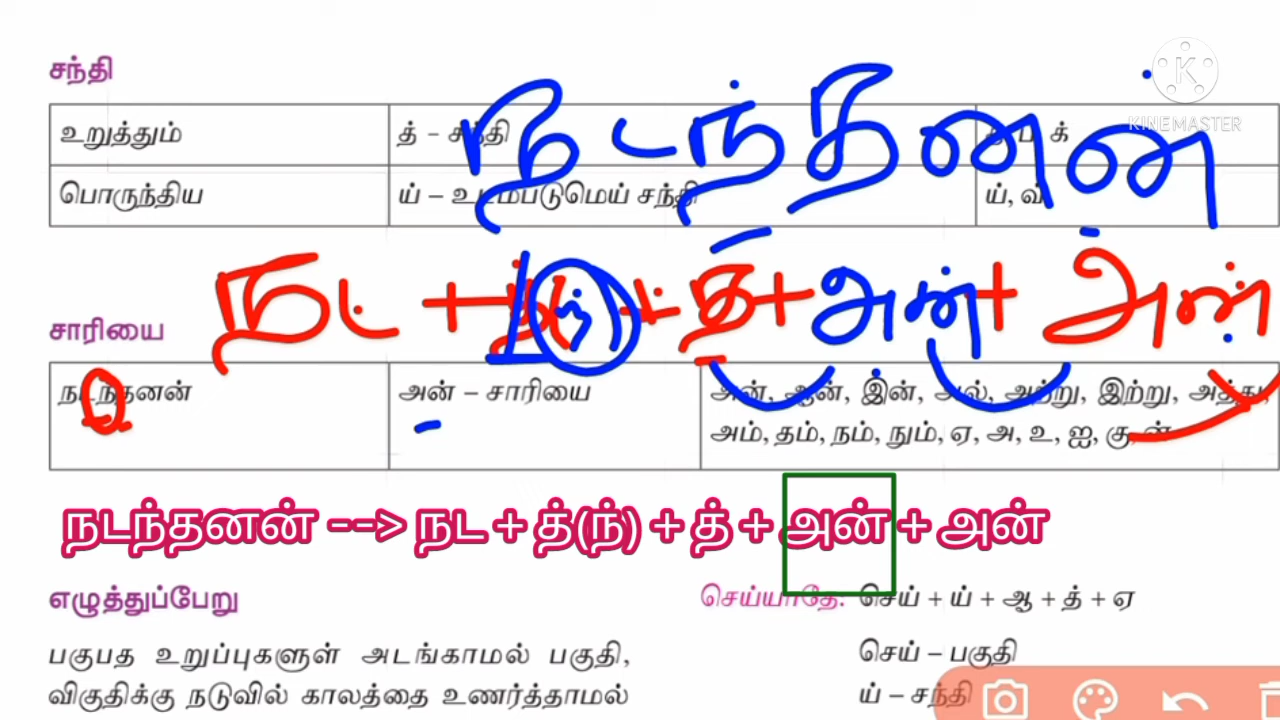 சந்தி
உறுத்தும் த் – சந்தி க்
பொருந்திய ய் – உடம்படுமெய் சந்தி ய், வ்
நடந்தனன்
KINEMASTER
நட + த்(ந்) + த் + அன் + அன்
சாரியை
நடந்தனன் அன் – சாரியை அன், ஆன், இன், அல், அற்று, இற்று, அத்து,
அம், தம், நம், நும், ஏ, அ, உ, ஐ, கு, ன்
நடந்தனன் --> நட + த்(ந்) + த் + அன் + அன்
எழுத்துப்பேறு செய்யாதே: செய் + ய் + ஆ + த் + ஏ
பகுபத உறுப்புகளுள் அடங்காமல் பகுதி, செய் – பகுதி
விகுதிக்கு நடுவில் காலத்தை உணர்த்தாமல் ய் – சந்தி